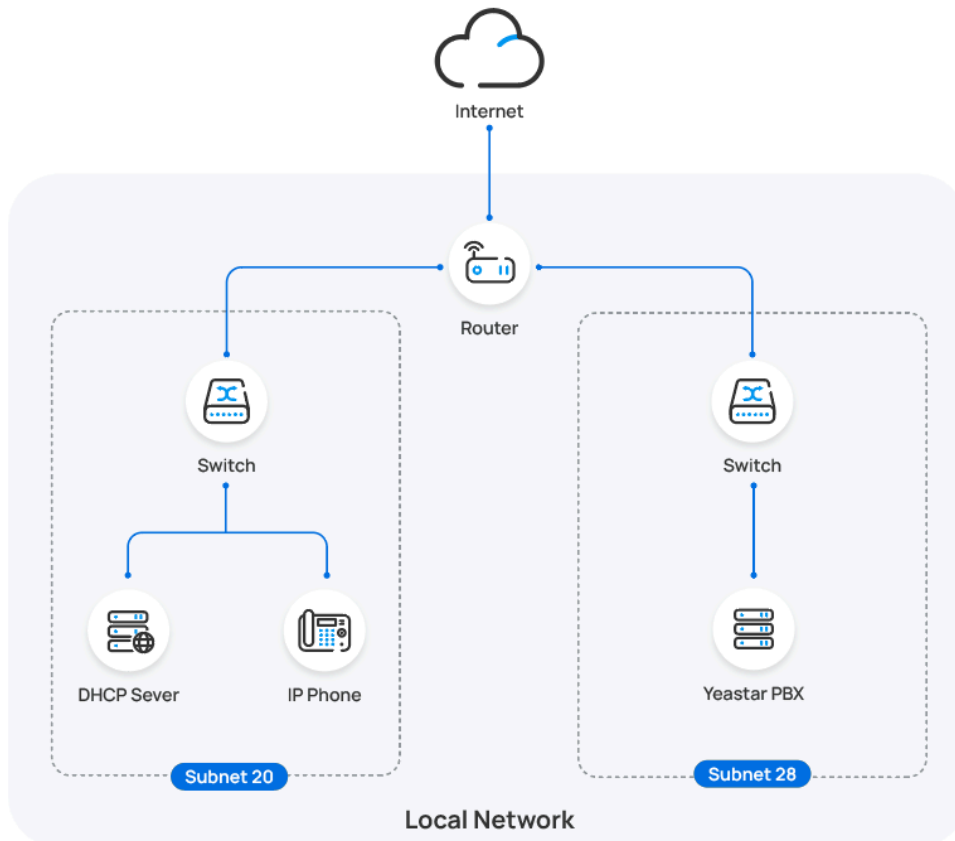 Internet
Router
Switch
Switch
DHCP Sever
IP Phone
Yeastar PBX
Subnet 20
Subnet 28
Local Network